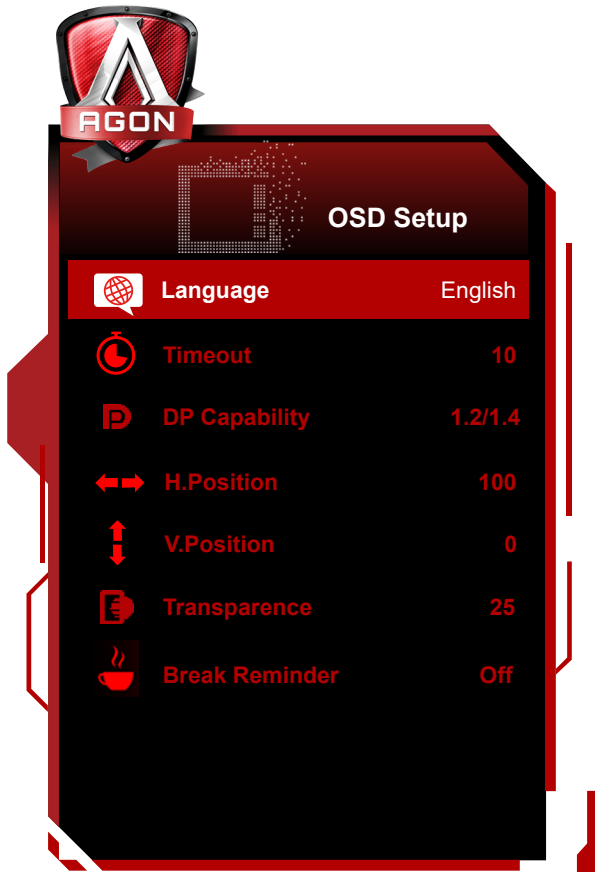 AGON
OSD Setup
Language English
Timeout 10
DP Capability 1.2/1.4
H.Position 100
V.Position 0
Transparence 25
Break Reminder Off